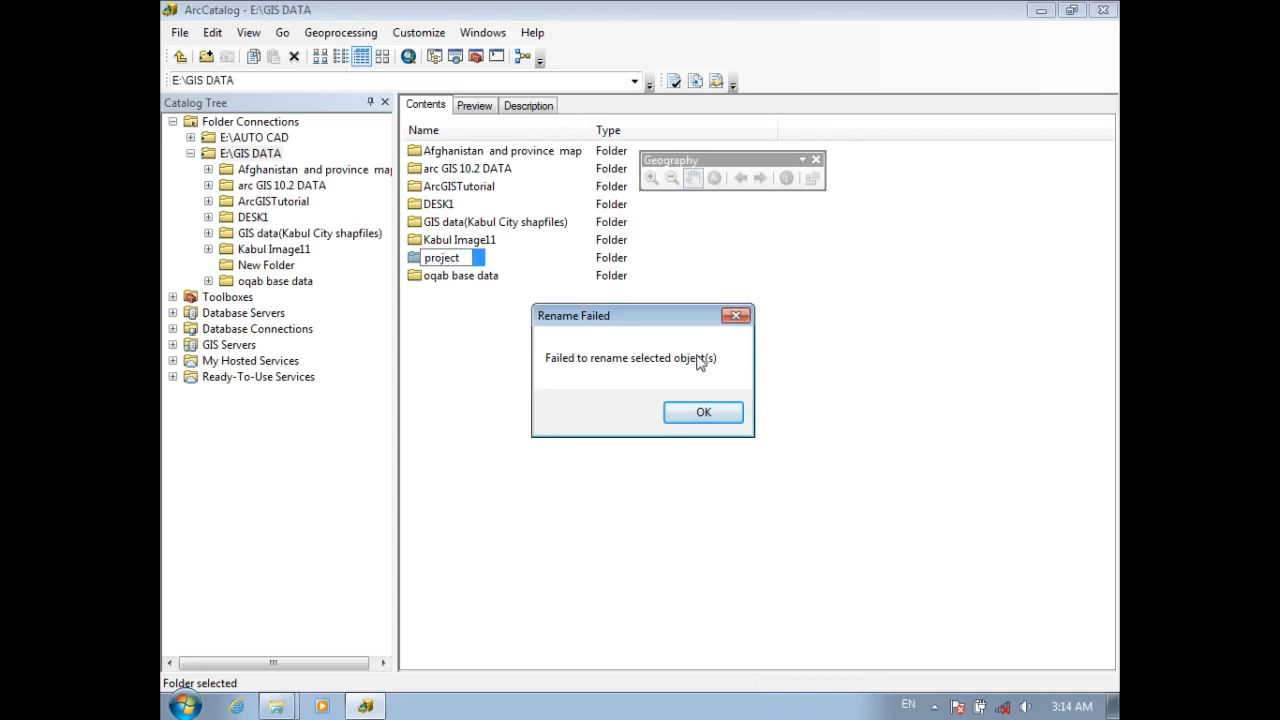 ArcCatalog - E:\GIS DATA
File Edit View Go Geoprocessing Customize Windows Help
E:\GIS DATA
Catalog Tree
Folder Connections
E:\AUTO CAD
E:\GIS DATA
Afghanistan and province map
arc GIS 10.2 DATA
ArcGISTutorial
DESK1
GIS data(Kabul City shapfiles)
Kabul Image11
New Folder
oqab base data
Toolboxes
Database Servers
Database Connections
GIS Servers
My Hosted Services
Ready-To-Use Services
Contents Preview Description
Name Type
Afghanistan and province map Folder
arc GIS 10.2 DATA Folder
ArcGISTutorial Folder
DESK1 Folder
GIS data(Kabul City shapfiles) Folder
Kabul Image11 Folder
project Folder
oqab base data Folder
Geography
Rename Failed
Failed to rename selected object(s)
OK
Folder selected
EN 3:14 AM